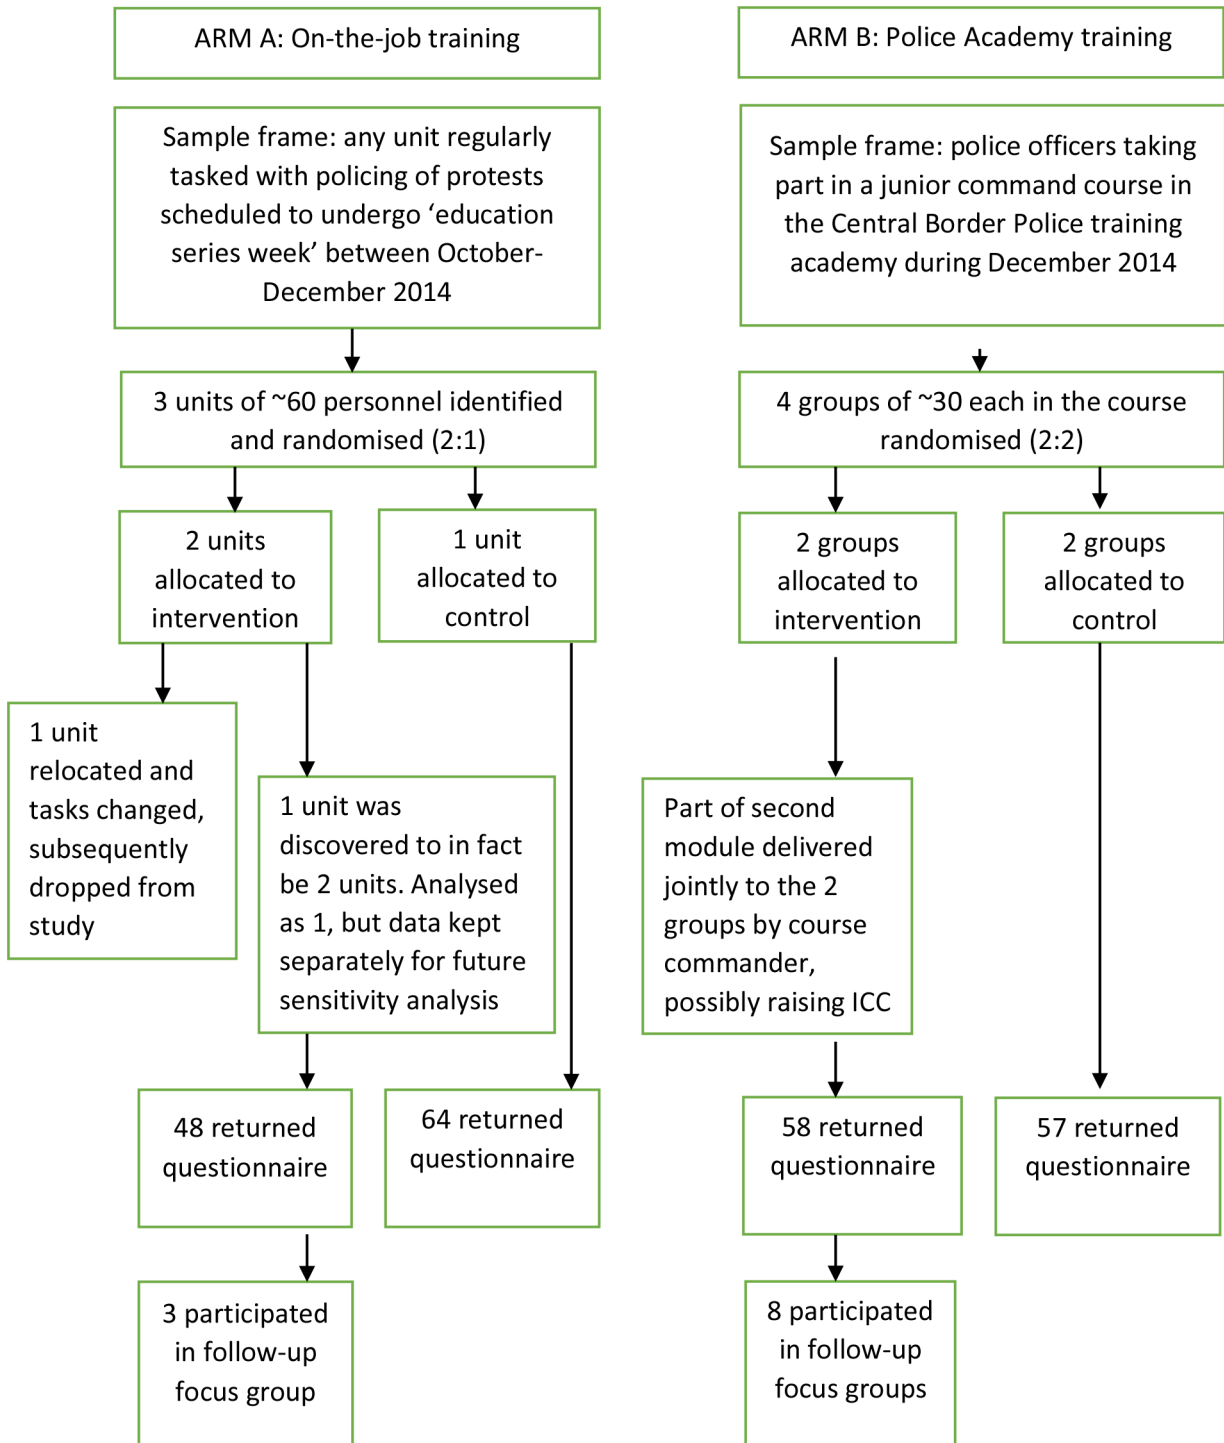 ARM A: On-the-job training
ARM B: Police Academy training
Sample frame: any unit regularly
tasked with policing of protests
scheduled to undergo ‘education
series week’ between October-
December 2014
Sample frame: police officers taking
part in a junior command course in
the Central Border Police training
academy during December 2014
3 units of ~60 personnel identified
and randomised (2:1)
4 groups of ~30 each in the course
randomised (2:2)
2 units
allocated to
intervention
1 unit
allocated to
control
2 groups
allocated to
intervention
2 groups
allocated to
control
1 unit
relocated and
tasks changed,
subsequently
dropped from
study
1 unit was
discovered to in fact
be 2 units. Analysed
as 1, but data kept
separately for future
sensitivity analysis
Part of second
module delivered
jointly to the 2
groups by course
commander,
possibly raising ICC
48 returned
questionnaire
64 returned
questionnaire
58 returned
questionnaire
57 returned
questionnaire
3 participated
in follow-up
focus group
8 participated
in follow-up
focus groups